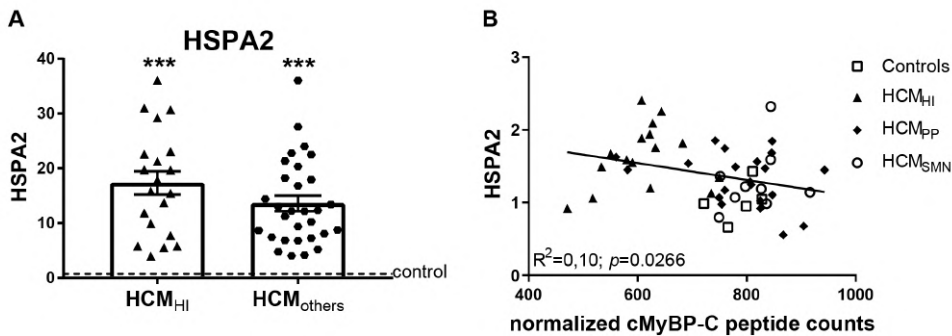 A
HSPA2
*** ***
HSPA2
40
30
20
10
0
control
HCMHI HCMothers
B
HSPA2
3
2
1
0
R²=0,10; p=0.0266
400 600 800 1000
normalized cMyBP-C peptide counts
Controls
HCMHI
HCMPP
HCMSMN